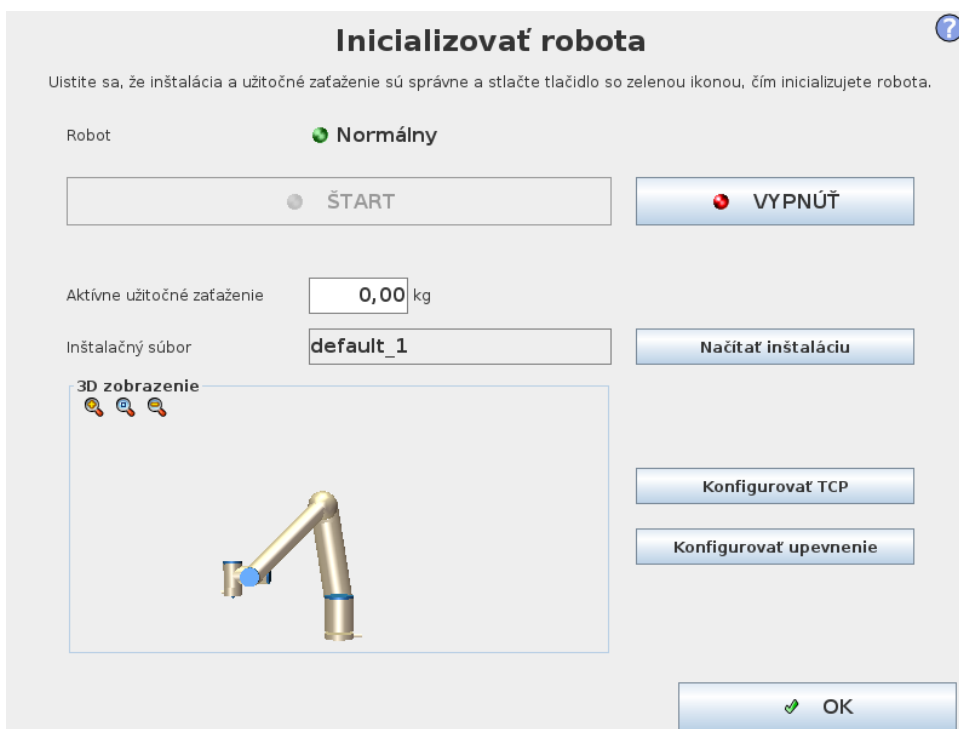 Inicializovať robota
?
Uistite sa, že inštalácia a užitočné zaťaženie sú správne a stlačte tlačidlo so zelenou ikonou, čím inicializujete robota.
Robot
Normálny
ŠTART
VYPNÚŤ
Aktívne užitočné zaťaženie
0,00 kg
Inštalačný súbor
default_1
Načítať inštaláciu
3D zobrazenie
Konfigurovať TCP
Konfigurovať upevnenie
OK